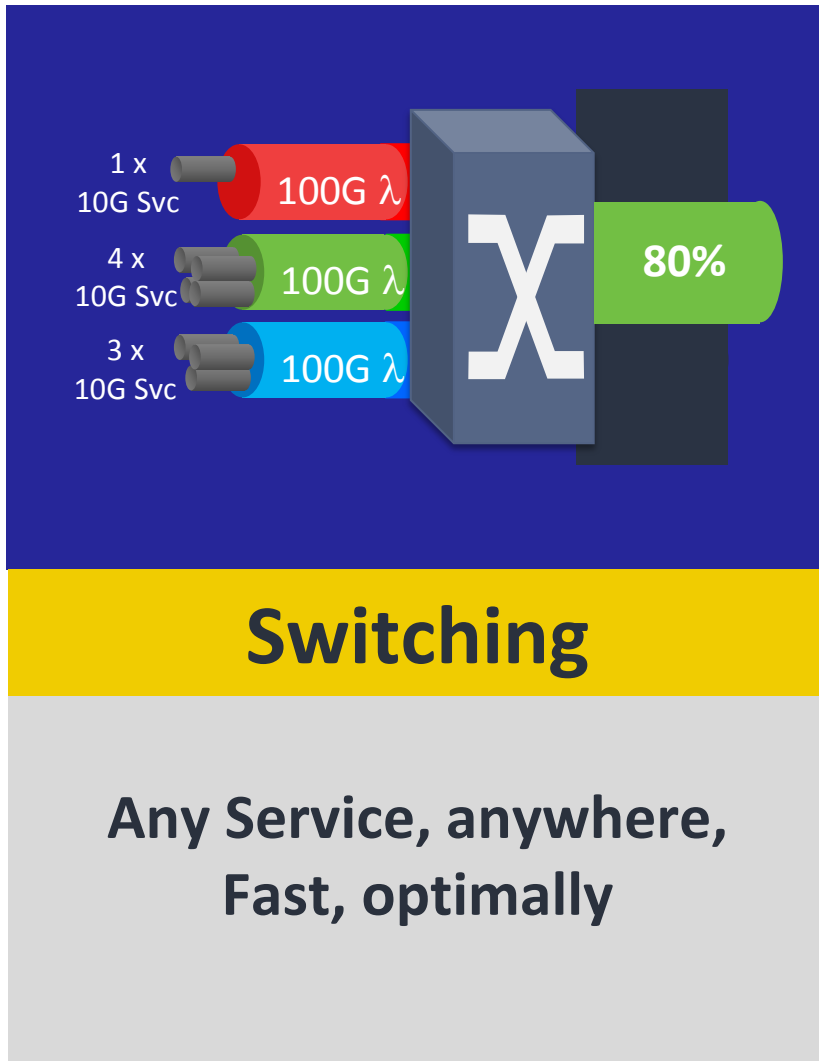 1 x
10G Svc
100G λ
4 x
10G Svc
100G λ
3 x
10G Svc
100G λ
80%
Switching
Any Service, anywhere,
Fast, optimally